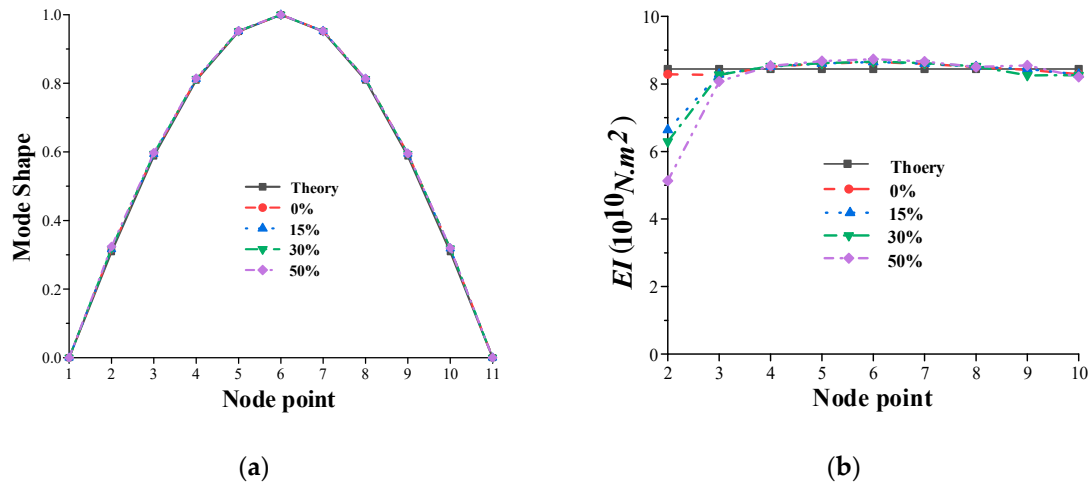 1.0
0.8
0.6
0.4
0.2
0.0
Mode Shape
Theory
0%
15%
30%
50%
1 2 3 4 5 6 7 8 9 10 11
Node point
(a)
10
8
6
4
2
0
EI (10^10 N.m^2)
Thoery
0%
15%
30%
50%
2 3 4 5 6 7 8 9 10
Node point
(b)